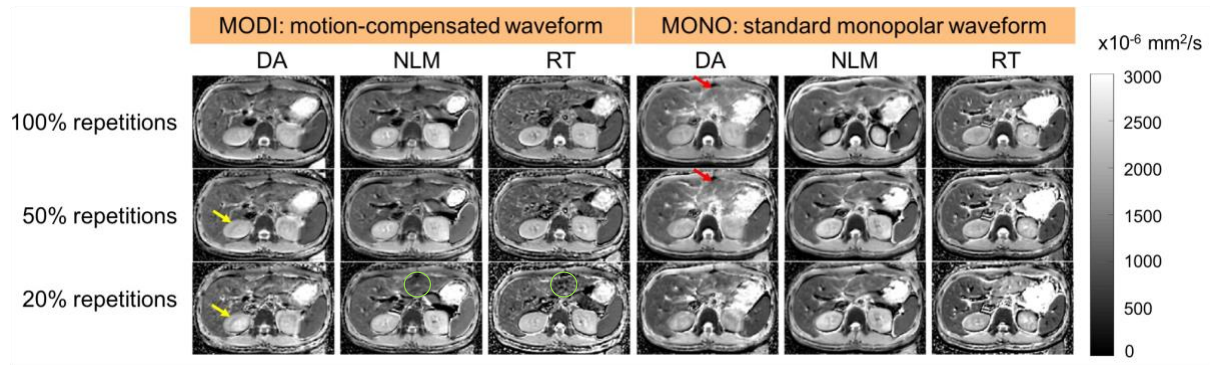 MODI: motion-compensated waveform MONO: standard monopolar waveform
x10⁻⁶ mm²/s
DA NLM RT DA NLM RT
3000
100% repetitions
2500
2000
50% repetitions
1500
1000
20% repetitions
500
0